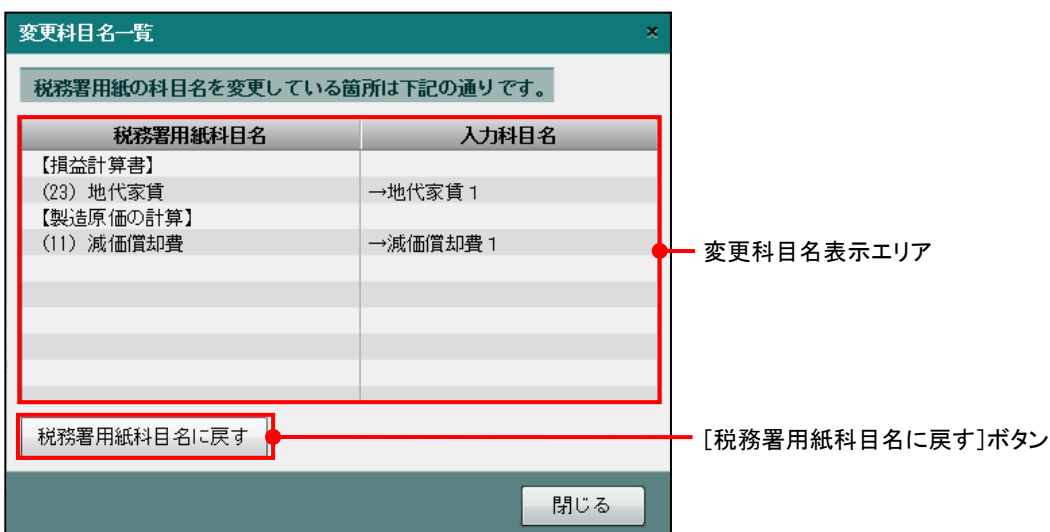 変更科目名一覧 ×
税務署用紙の科目名を変更している箇所は下記の通りです。
税務署用紙科目名 入力科目名
【損益計算書】
(23) 地代家賃 →地代家賃1
【製造原価の計算】
(11) 減価償却費 →減価償却費1
変更科目名表示エリア
税務署用紙科目名に戻す
[税務署用紙科目名に戻す]ボタン
閉じる